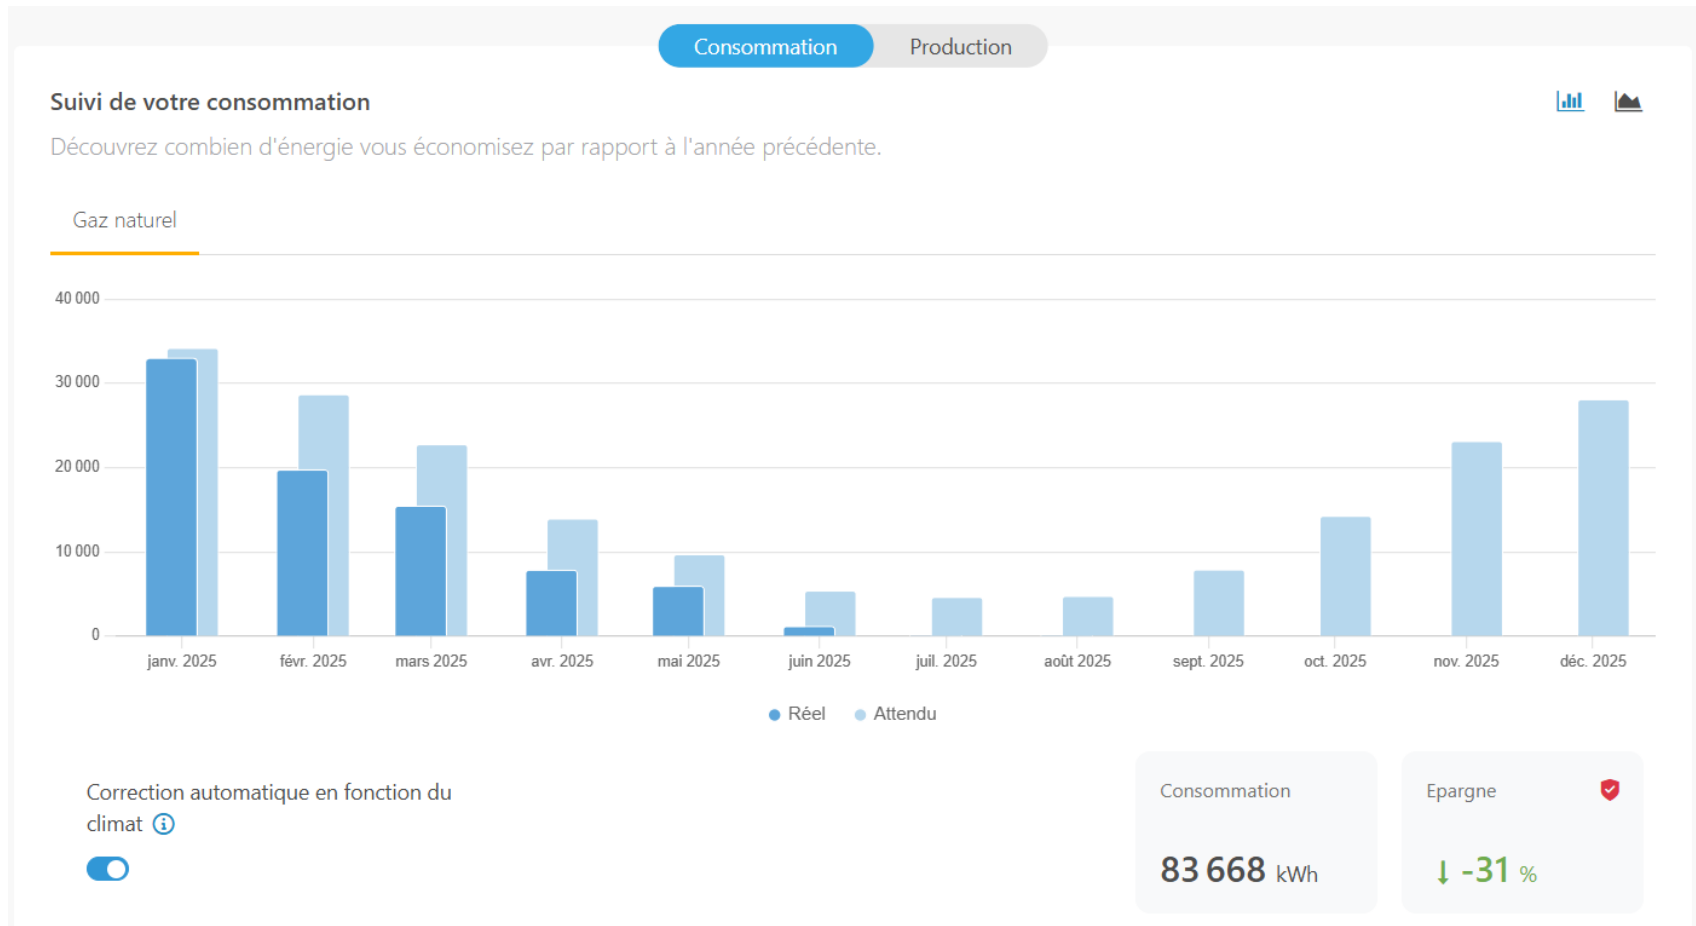 Consommation
Production
Suivi de votre consommation
Découvrez combien d'énergie vous économisez par rapport à l'année précédente.
Gaz naturel
40 000
30 000
20 000
10 000
0
janv. 2025
févr. 2025
mars 2025
avr. 2025
mai 2025
juin 2025
juil. 2025
août 2025
sept. 2025
oct. 2025
nov. 2025
déc. 2025
Réel
Attendu
Correction automatique en fonction du
climat
Consommation
83 668 kWh
Epargne
-31 %